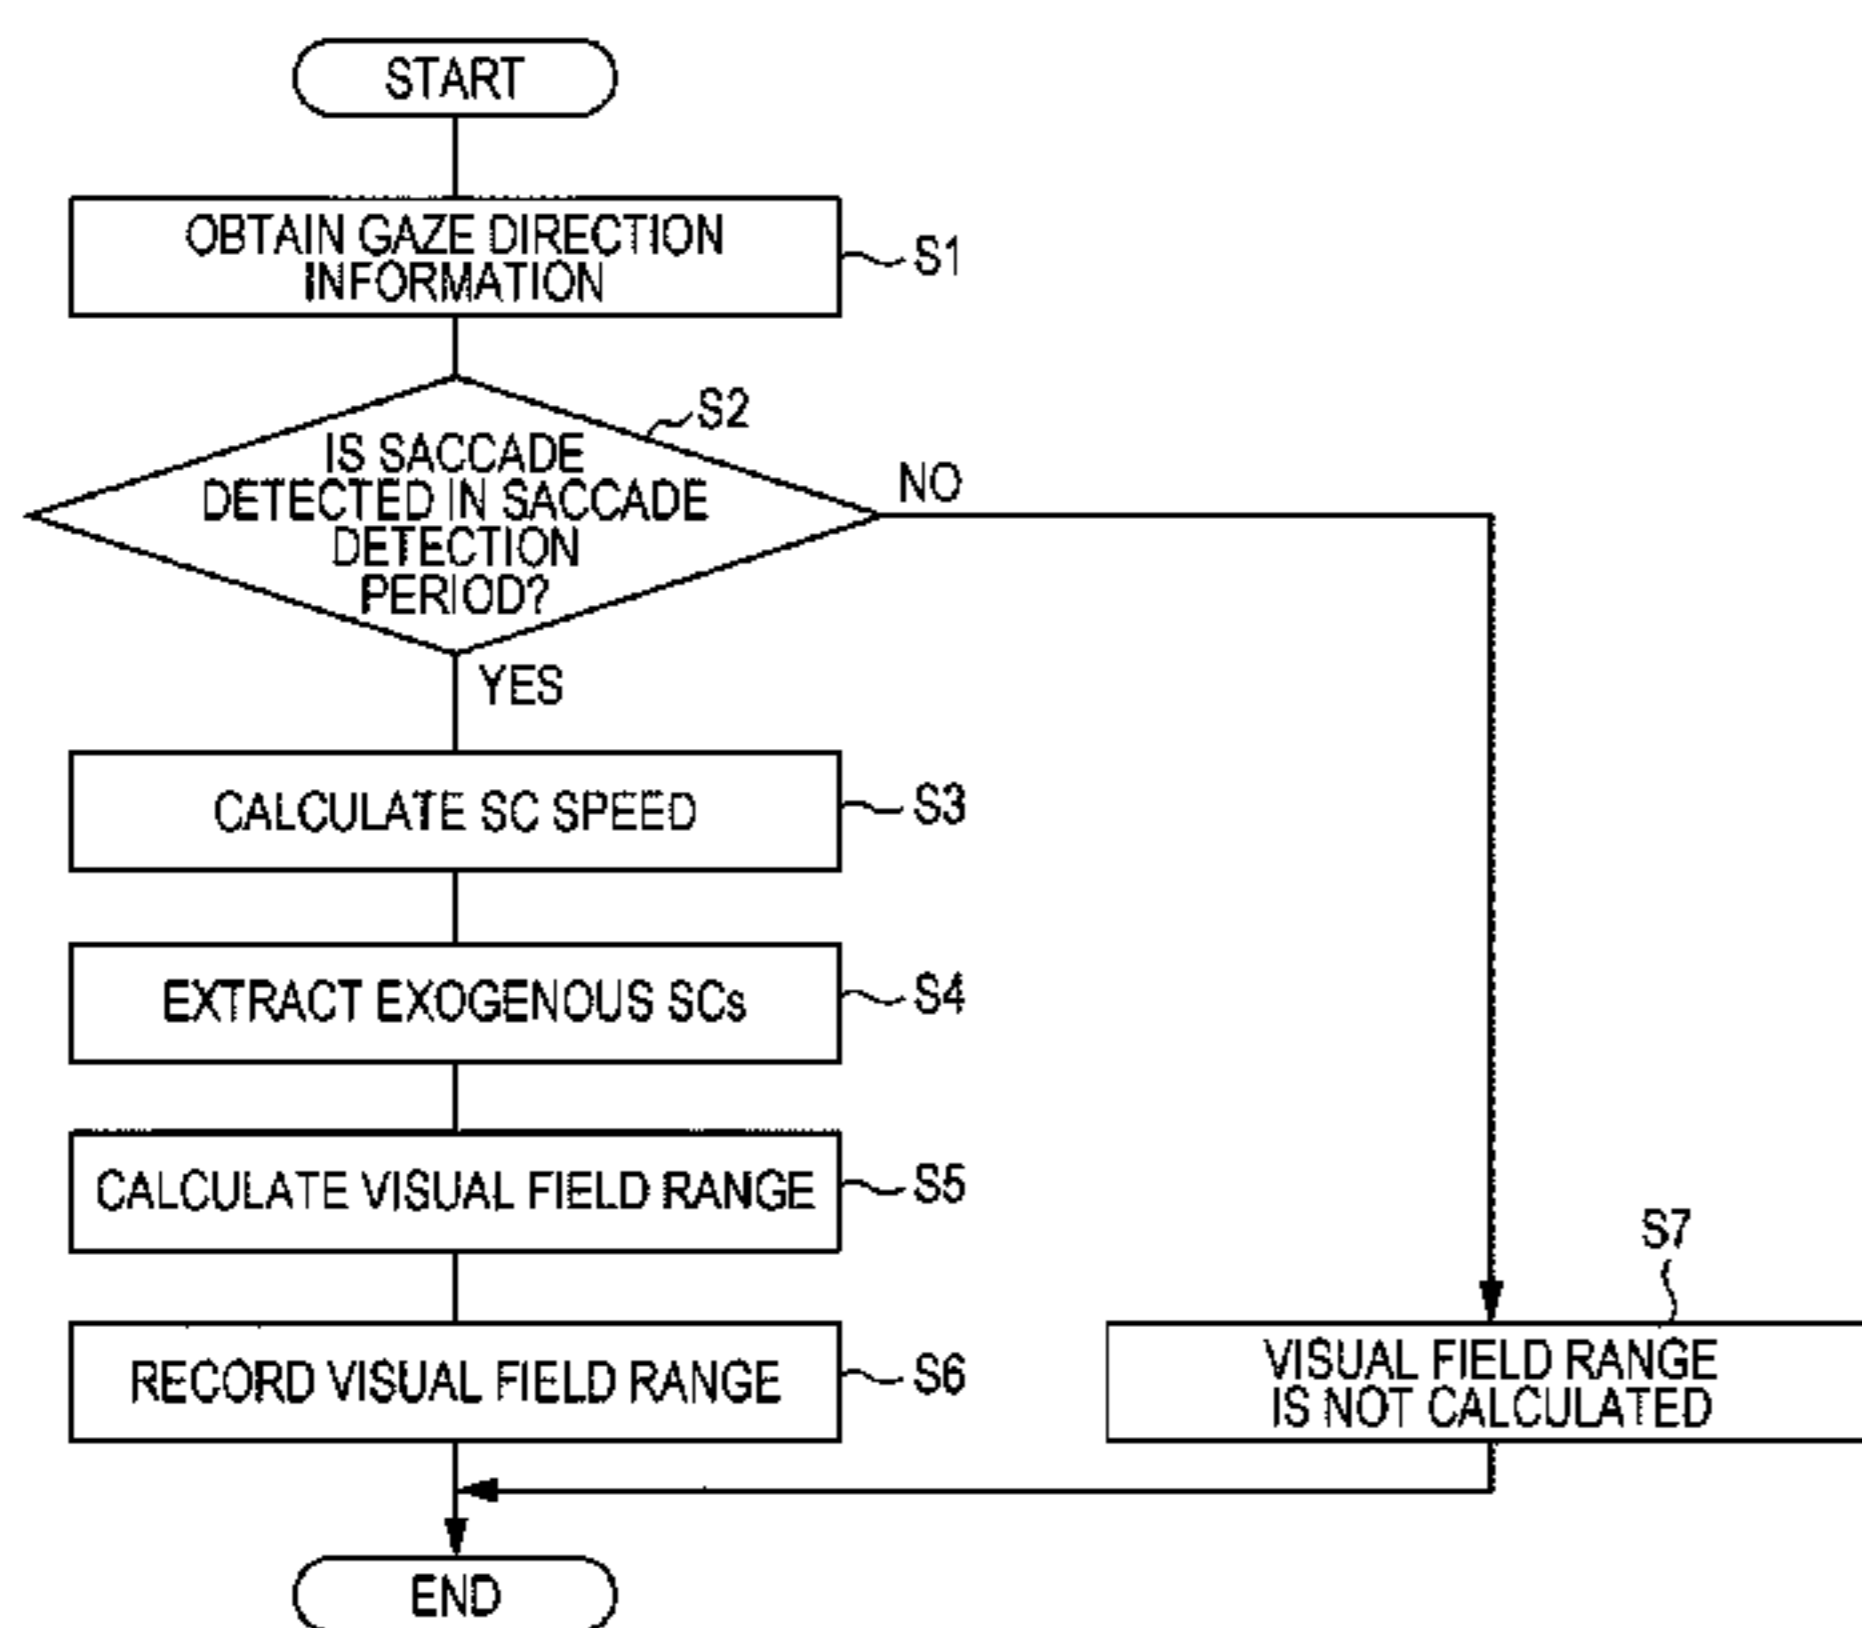 START
OBTAIN GAZE DIRECTION
INFORMATION
S1
S2
IS SACCADE
DETECTED IN SACCADE
DETECTION
PERIOD?
NO
YES
CALCULATE SC SPEED
S3
EXTRACT EXOGENOUS SCs
S4
CALCULATE VISUAL FIELD RANGE
S5
S7
RECORD VISUAL FIELD RANGE
S6
VISUAL FIELD RANGE
IS NOT CALCULATED
END